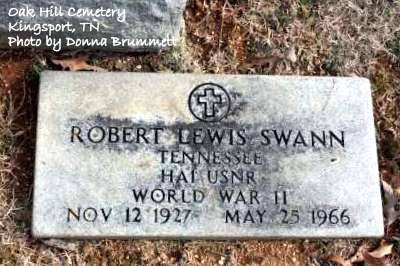 Oak Hill Cemetery
Kingsport, TN
Photo by Donna Brummett
ROBERT LEWIS SWANN
TENNESSEE
HA1 USNR
WORLD WAR II
NOV 12 1927 MAY 25 1966